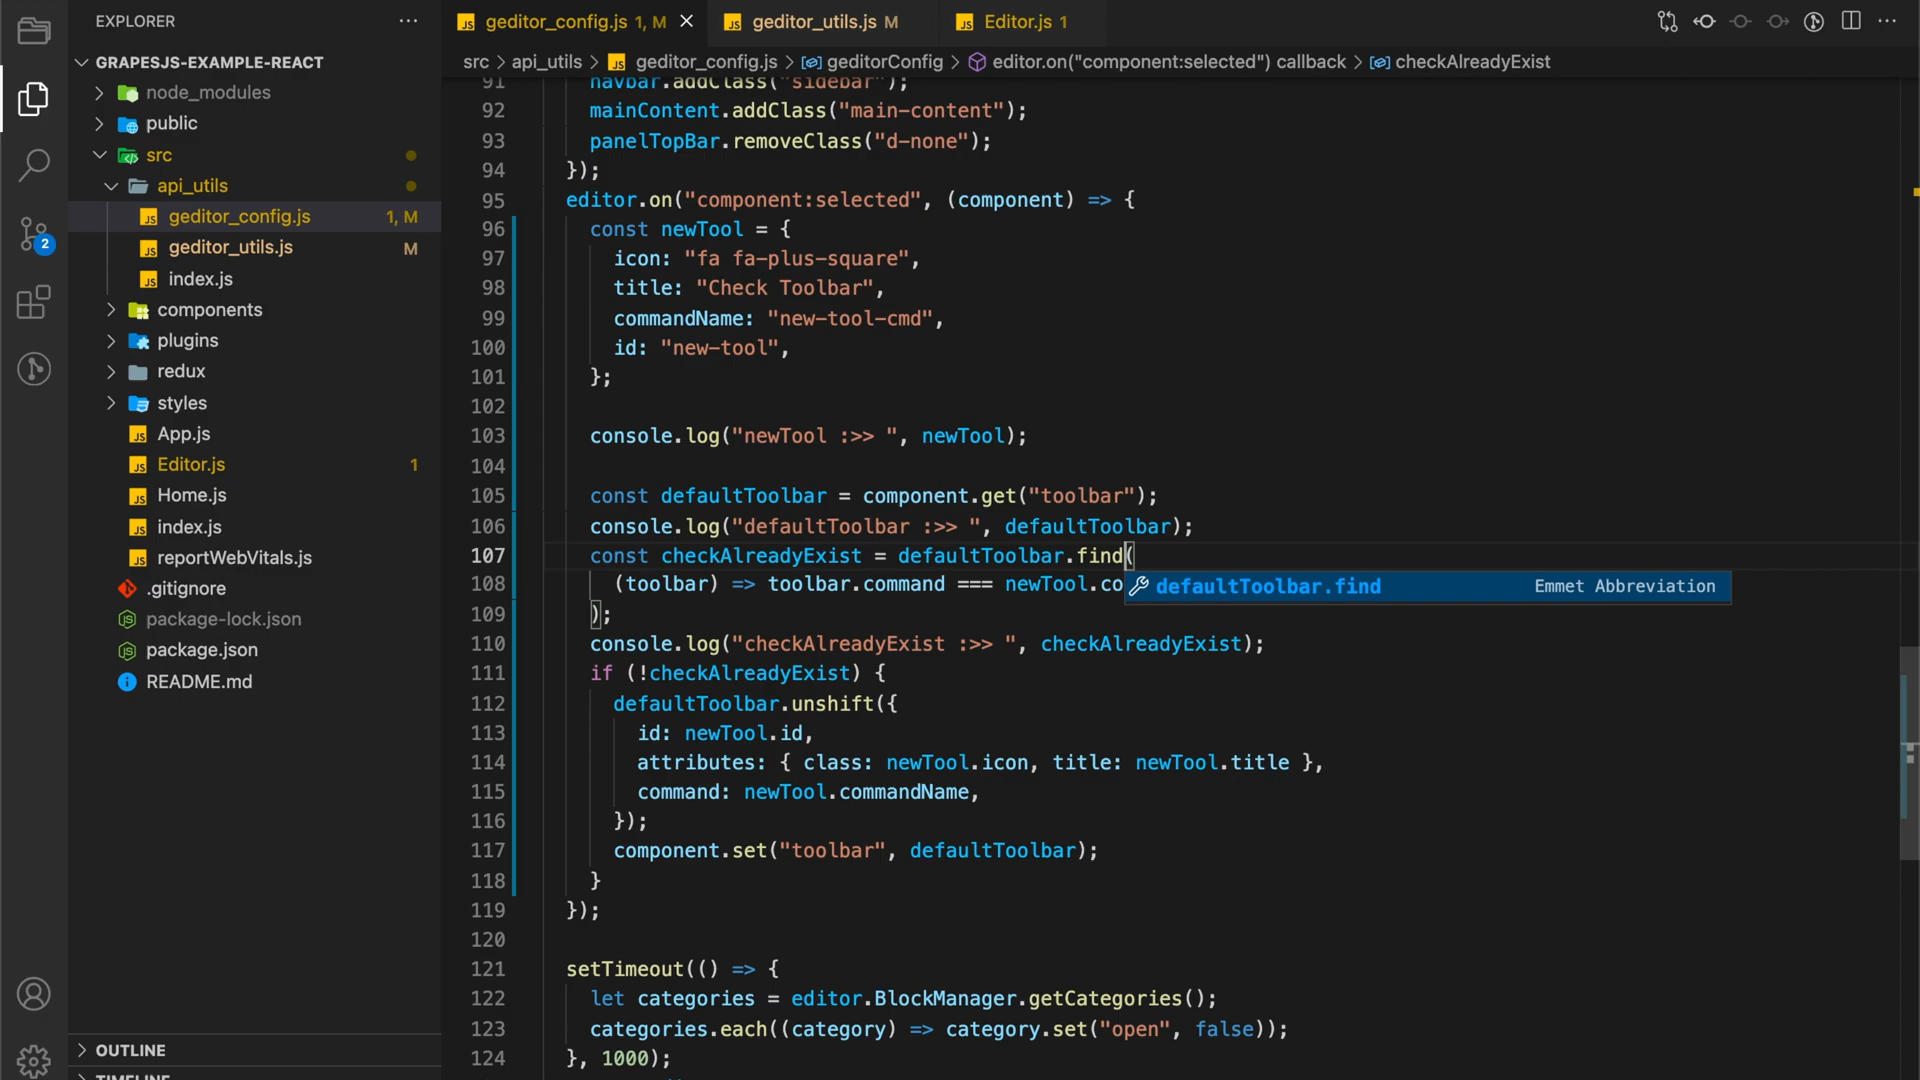 EXPLORER
geditor_config.js 1, M
geditor_utils.js M
Editor.js 1
GRAPESJS-EXAMPLE-REACT
src > api_utils > geditor_config.js > geditorConfig > editor.on("component:selected") callback > checkAlreadyExist
node_modules
public
src
api_utils
geditor_config.js 1, M
geditor_utils.js M
index.js
components
plugins
redux
styles
App.js
Editor.js 1
Home.js
index.js
reportWebVitals.js
.gitignore
package-lock.json
package.json
README.md
OUTLINE
TIMELINE
2
91 navbar.addClass("sidebar");
92 mainContent.addClass("main-content");
93 panelTopBar.removeClass("d-none");
94 });
95 editor.on("component:selected", (component) => {
96 const newTool = {
97 icon: "fa fa-plus-square",
98 title: "Check Toolbar",
99 commandName: "new-tool-cmd",
100 id: "new-tool",
101 };
102
103 console.log("newTool :>> ", newTool);
104
105 const defaultToolbar = component.get("toolbar");
106 console.log("defaultToolbar :>> ", defaultToolbar);
107 const checkAlreadyExist = defaultToolbar.find(
108 (toolbar) => toolbar.command === newTool.co
defaultToolbar.find Emmet Abbreviation
109 );
110 console.log("checkAlreadyExist :>> ", checkAlreadyExist);
111 if (!checkAlreadyExist) {
112 defaultToolbar.unshift({
113 id: newTool.id,
114 attributes: { class: newTool.icon, title: newTool.title },
115 command: newTool.commandName,
116 });
117 component.set("toolbar", defaultToolbar);
118 }
119 });
120
121 setTimeout(() => {
122 let categories = editor.BlockManager.getCategories();
123 categories.each((category) => category.set("open", false));
124 }, 1000);